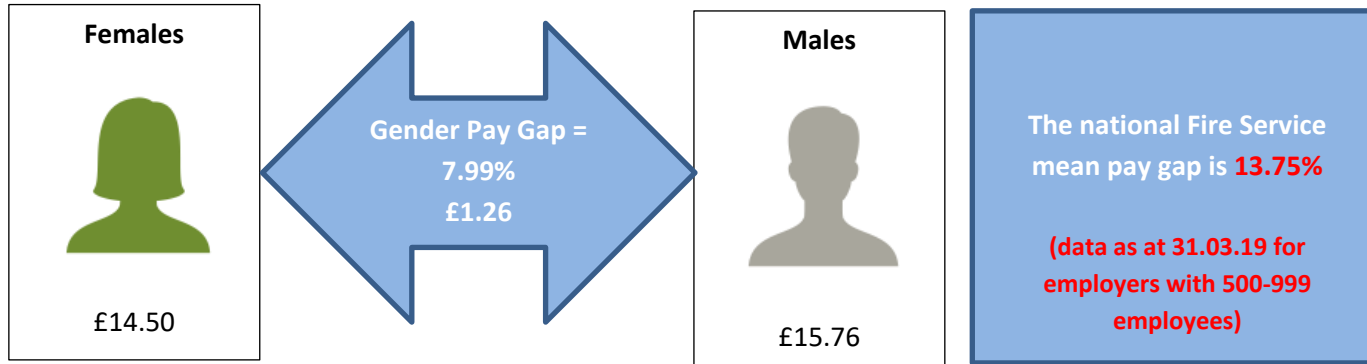 Females
£14.50
Gender Pay Gap =
7.99%
£1.26
Males
£15.76
The national Fire Service
mean pay gap is 13.75%
(data as at 31.03.19 for
employers with 500-999
employees)